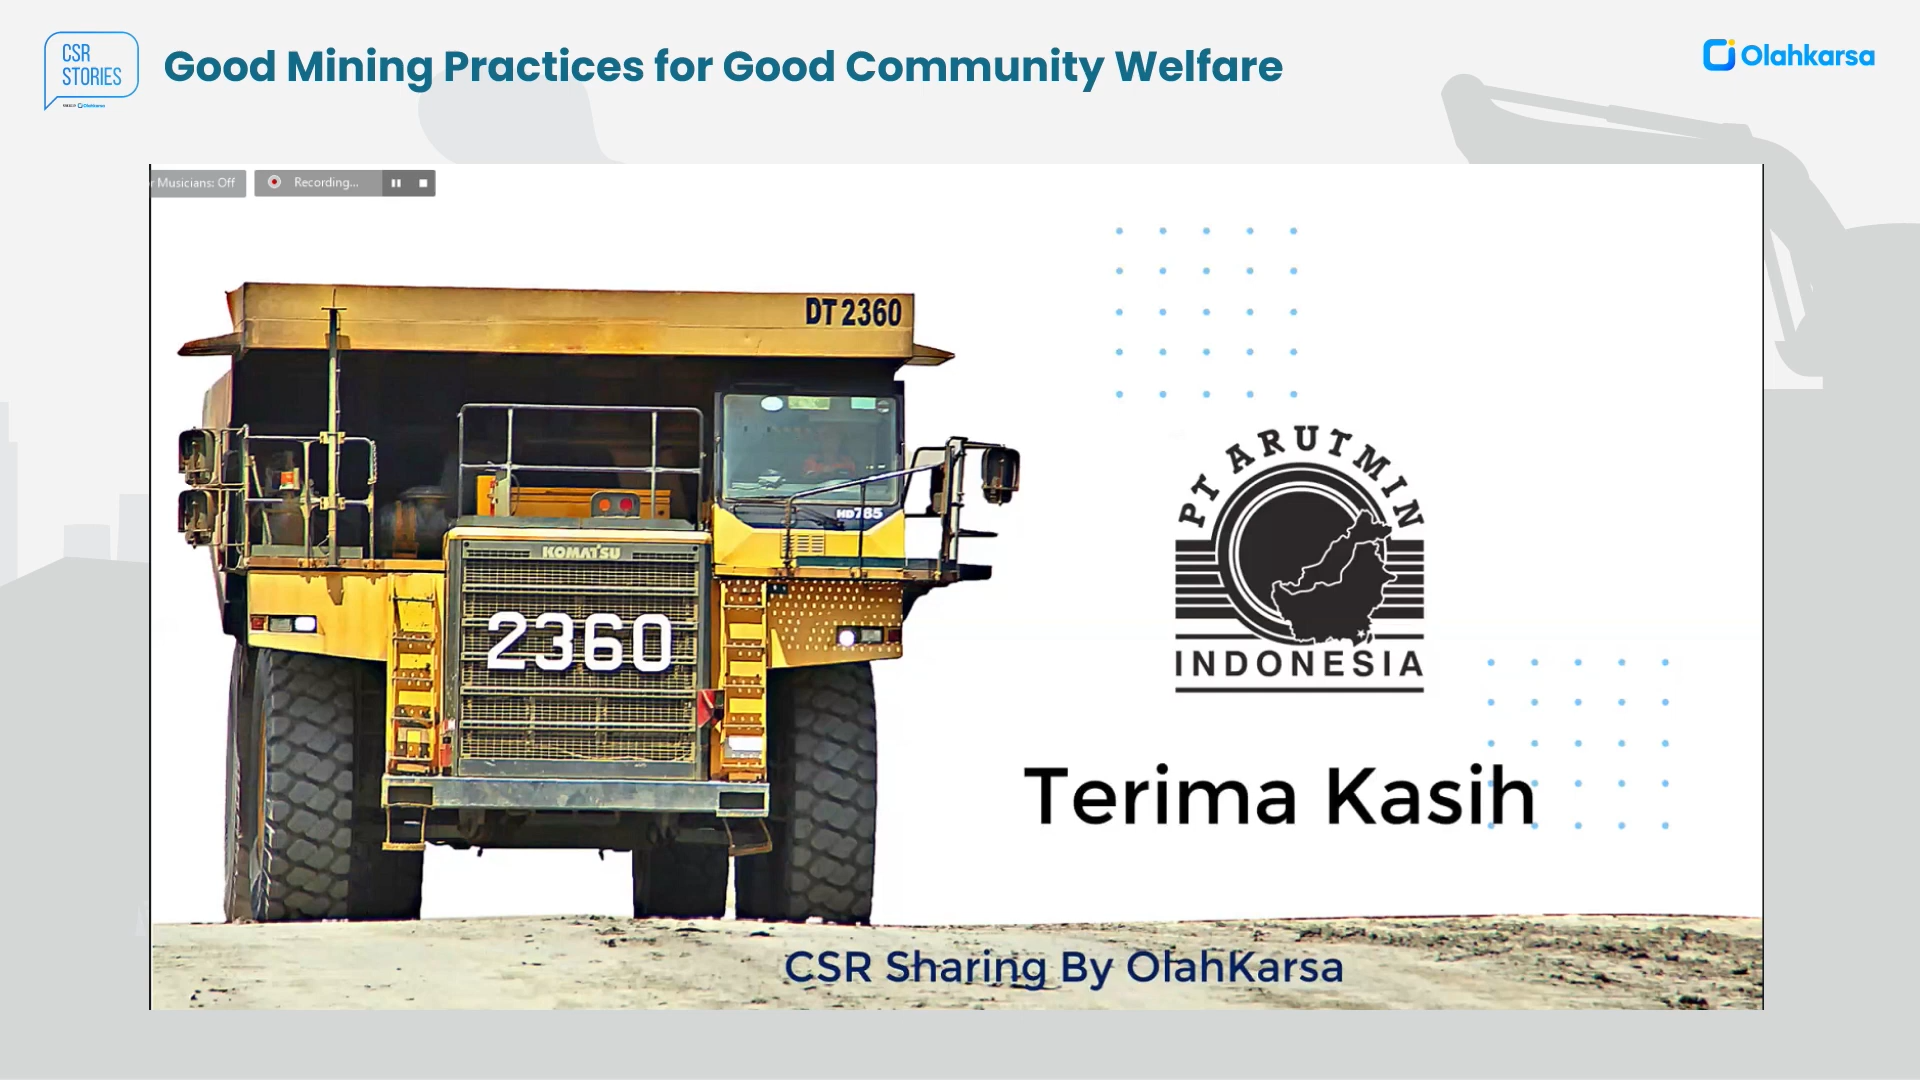 CSR
STORIES
Good Mining Practices for Good Community Welfare
Olahkarsa
r Musicians: Off
Recording...
DT 2360
HD785
KOMATSU
2360
PT ARUTMIN
INDONESIA
Terima Kasih
CSR Sharing By OlahKarsa